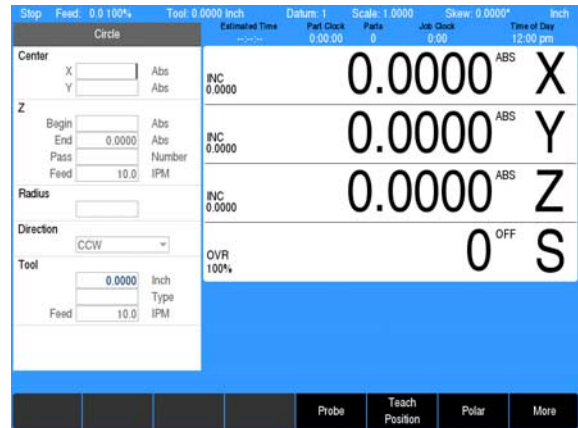 Stop Feed: 0.0 100% Tool: 0.0000 Inch Datum: 1 Scale: 1.0000 Skew: 0.0000° Inch
Circle
Estimated Time Part Clock Parts Job Clock Time of Day
--:--:-- 0:00:00 0 0:00 12:00 pm
Center
X Abs
Y Abs
Z
Begin Abs
End 0.0000 Abs
Pass Number
Feed 10.0 IPM
Radius
Direction
CCW
Tool
0.0000 Inch
Type
Feed 10.0 IPM
INC
0.0000
0.0000 ABS X
INC
0.0000
0.0000 ABS Y
INC
0.0000
0.0000 ABS Z
OVR
100%
0 OFF S
Probe
Teach
Position
Polar
More